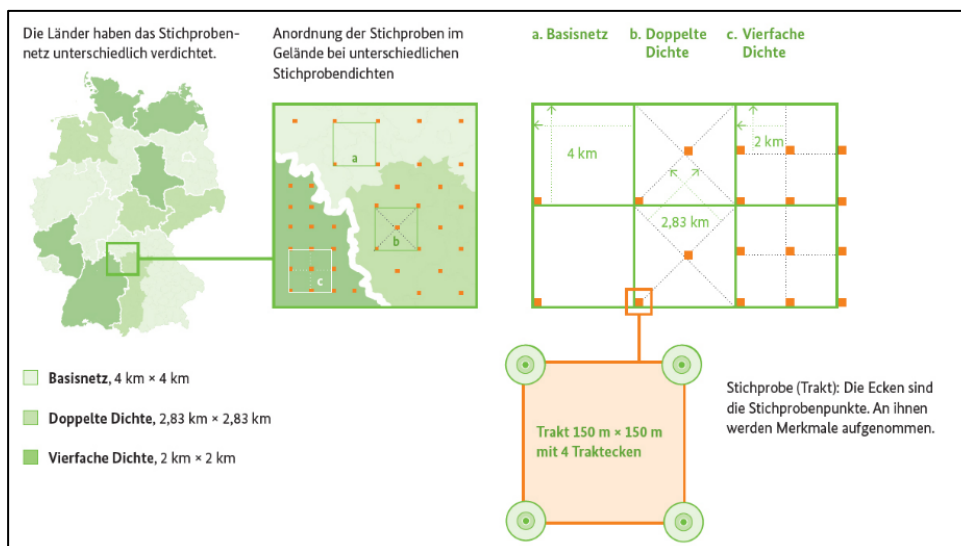 Die Länder haben das Stichproben-
netz unterschiedlich verdichtet.
Anordnung der Stichproben im
Gelände bei unterschiedlichen
Stichprobendichten
a. Basisnetz
b. Doppelte
Dichte
c. Vierfache
Dichte
a
b
c
4 km
2,83 km
2 km
Basisnetz, 4 km × 4 km
Doppelte Dichte, 2,83 km × 2,83 km
Vierfache Dichte, 2 km × 2 km
Trakt 150 m × 150 m
mit 4 Traktecken
Stichprobe (Trakt): Die Ecken sind
die Stichprobenpunkte. An ihnen
werden Merkmale aufgenommen.